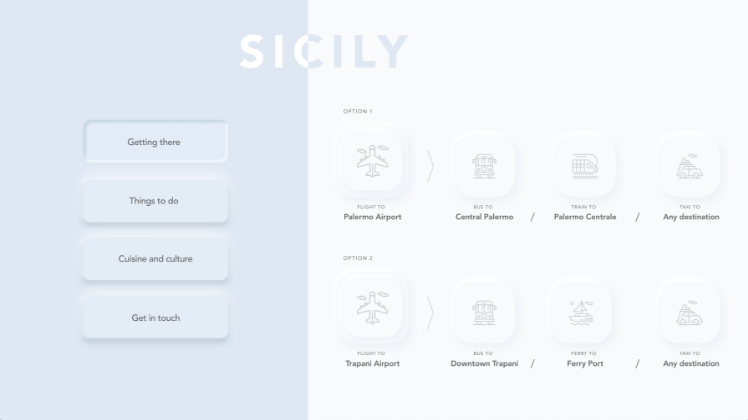 SICILY
Getting there
Things to do
Cuisine and culture
Get in touch
OPTION 1
FLIGHT TO
Palermo Airport
BUS TO
Central Palermo
/
TRAIN TO
Palermo Centrale
/
TAXI TO
Any destination
OPTION 2
FLIGHT TO
Trapani Airport
BUS TO
Downtown Trapani
/
FERRY TO
Ferry Port
/
TAXI TO
Any destination